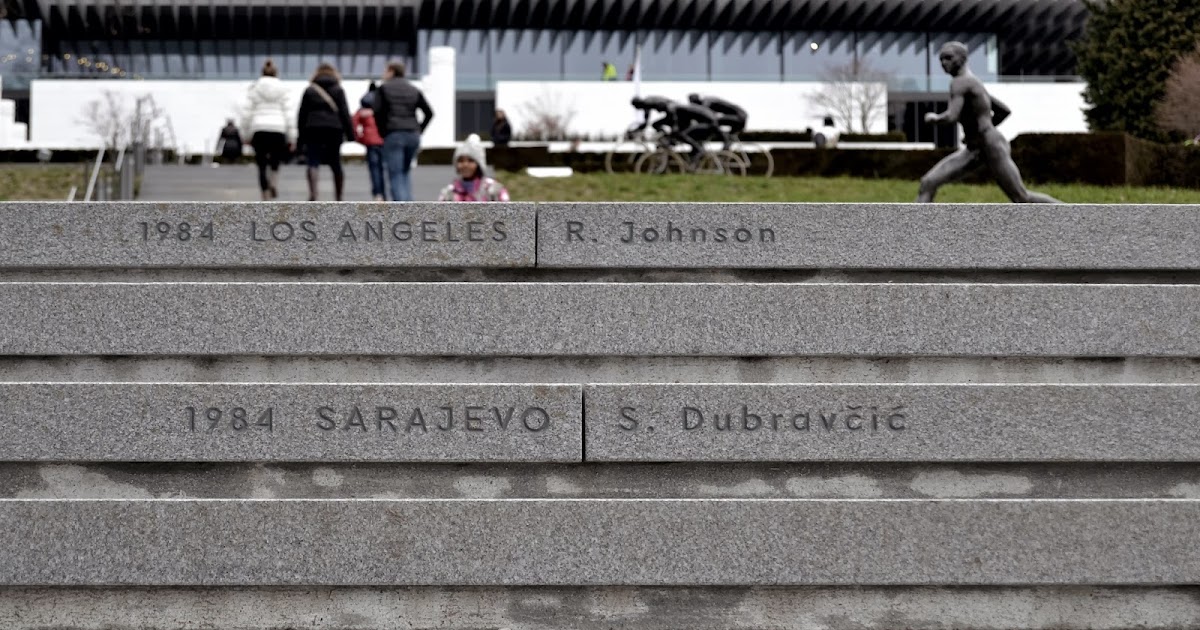 1984 LOS ANGELES R. Johnson
1984 SARAJEVO S. Dubravčić